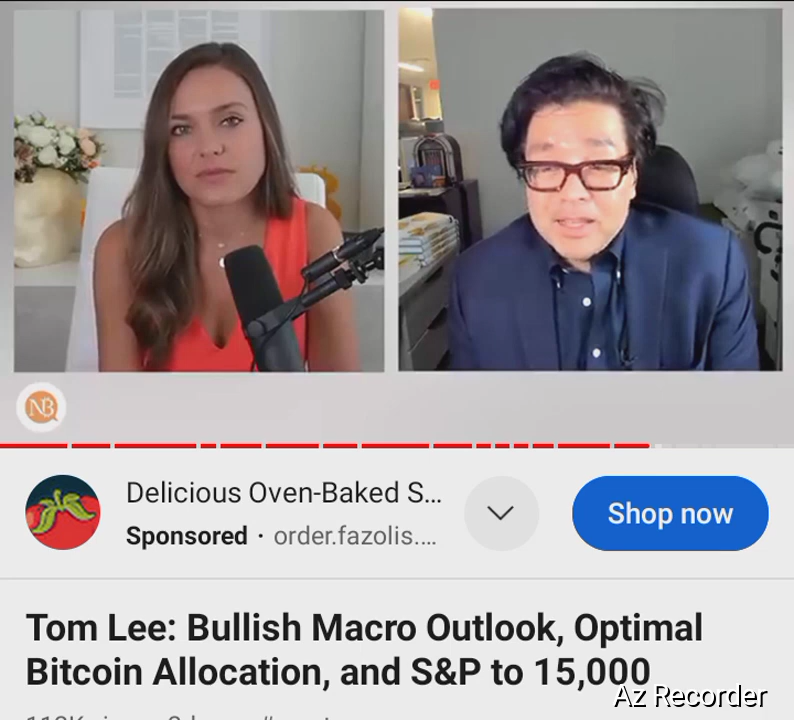 NB
Delicious Oven-Baked S...
Sponsored · order.fazolis....
Shop now
Tom Lee: Bullish Macro Outlook, Optimal
Bitcoin Allocation, and S&P to 15,000
Az Recorder